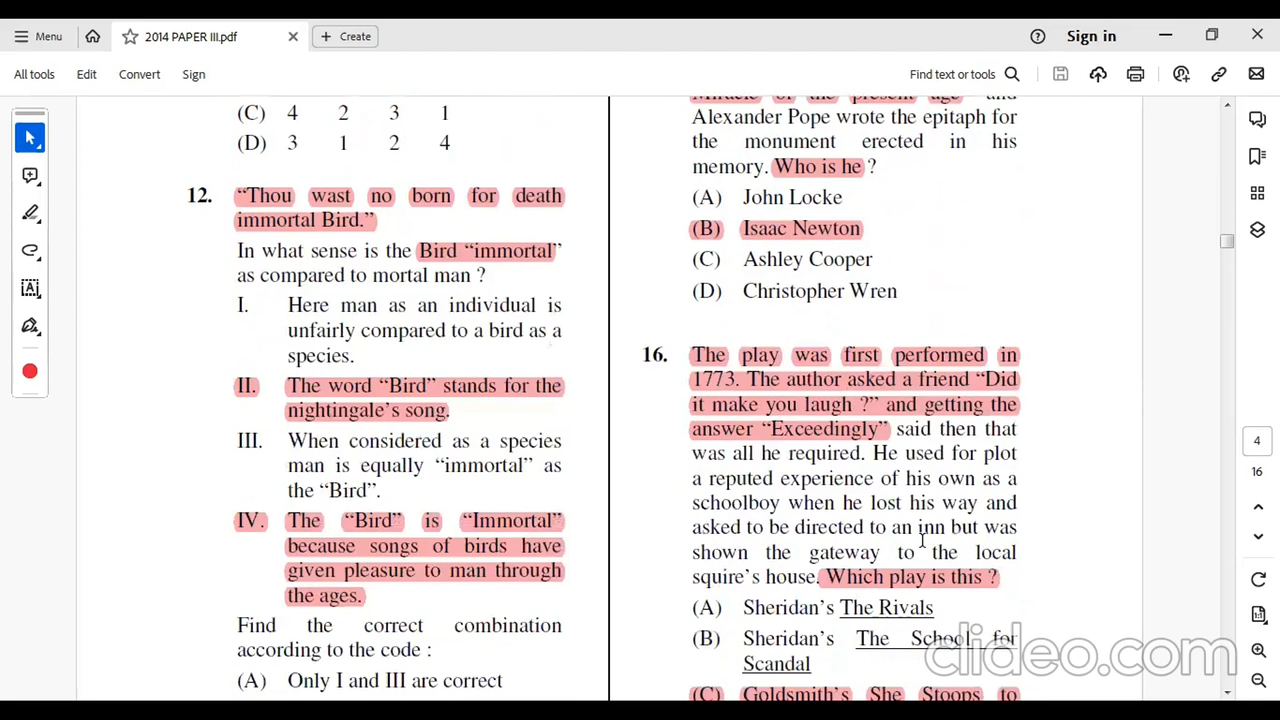 Menu
2014 PAPER III.pdf
Create
Sign in
All tools
Edit
Convert
Sign
Find text or tools
(C) 4 2 3 1
(D) 3 1 2 4
12. “Thou wast no born for death
immortal Bird.”
In what sense is the Bird “immortal”
as compared to mortal man ?
I. Here man as an individual is
unfairly compared to a bird as a
species.
II. The word “Bird” stands for the
nightingale’s song.
III. When considered as a species
man is equally “immortal” as
the “Bird”.
IV. The “Bird” is “Immortal”
because songs of birds have
given pleasure to man through
the ages.
Find the correct combination
according to the code :
(A) Only I and III are correct
Miracle of the present age” and
Alexander Pope wrote the epitaph for
the monument erected in his
memory. Who is he ?
(A) John Locke
(B) Isaac Newton
(C) Ashley Cooper
(D) Christopher Wren
16. The play was first performed in
1773. The author asked a friend “Did
it make you laugh ?” and getting the
answer “Exceedingly” said then that
was all he required. He used for plot
a reputed experience of his own as a
schoolboy when he lost his way and
asked to be directed to an inn but was
shown the gateway to the local
squire’s house. Which play is this ?
(A) Sheridan’s The Rivals
(B) Sheridan’s The School for
Scandal
(C) Goldsmith’s She Stoops to
4
16
clideo.com